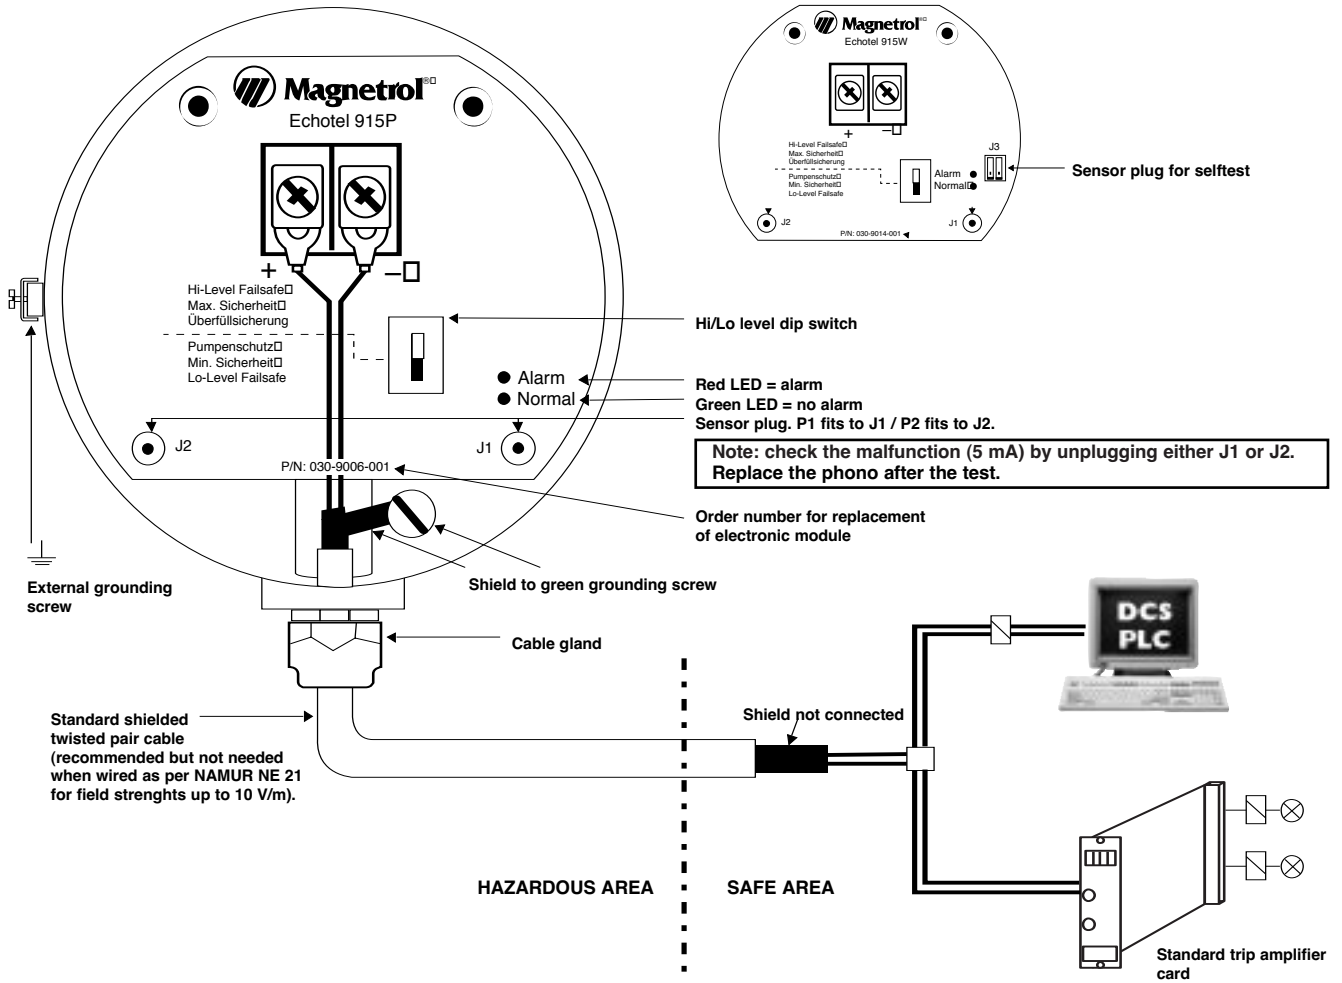 Magnetrol®
Echotel 915P
+ −
Hi-Level Failsafe
Max. Sicherheit
Überfüllsicherung
Pumpenschutz
Min. Sicherheit
Lo-Level Failsafe
Alarm
Normal
J2
J1
P/N: 030-9006-001
Magnetrol
Echotel 915W
+ −
Hi-Level Failsafe
Max. Sicherheit
Überfüllsicherung
Pumpenschutz
Min. Sicherheit
Lo-Level Failsafe
J3
Alarm
Normal
J2
J1
P/N: 030-9014-001
Sensor plug for selftest
Hi/Lo level dip switch
Red LED = alarm
Green LED = no alarm
Sensor plug. P1 fits to J1 / P2 fits to J2.
Note: check the malfunction (5 mA) by unplugging either J1 or J2.
Replace the phono after the test.
Order number for replacement
of electronic module
External grounding
screw
Shield to green grounding screw
Cable gland
Standard shielded
twisted pair cable
(recommended but not needed
when wired as per NAMUR NE 21
for field strenghts up to 10 V/m).
Shield not connected
DCS
PLC
HAZARDOUS AREA
SAFE AREA
Standard trip amplifier
card